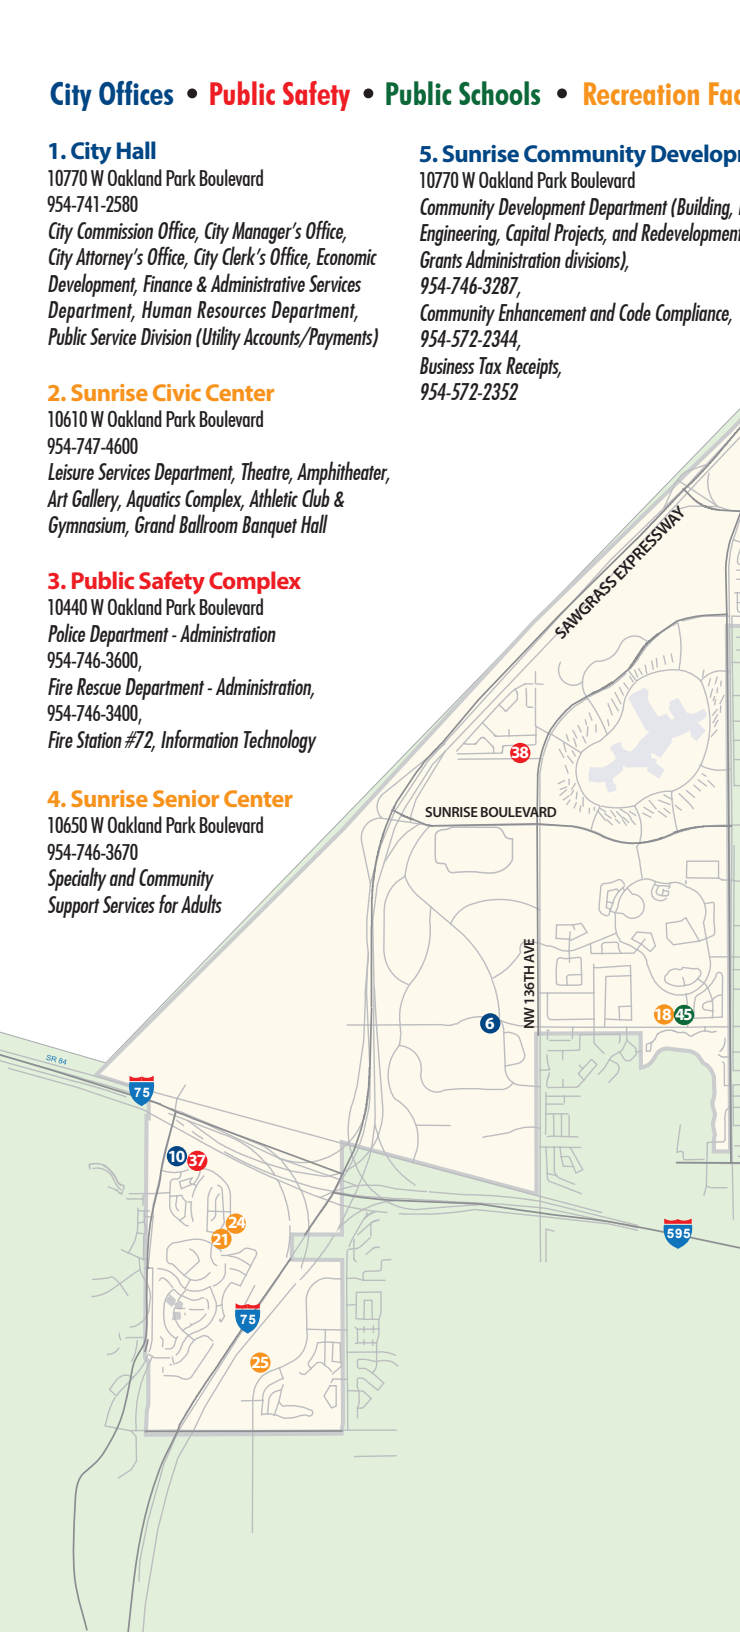 City Offices • Public Safety • Public Schools • Recreation Fac
1. City Hall
10770 W Oakland Park Boulevard
954-741-2580
City Commission Office, City Manager's Office,
City Attorney's Office, City Clerk's Office, Economic
Development, Finance & Administrative Services
Department, Human Resources Department,
Public Service Division (Utility Accounts/Payments)
2. Sunrise Civic Center
10610 W Oakland Park Boulevard
954-747-4600
Leisure Services Department, Theatre, Amphitheater,
Art Gallery, Aquatics Complex, Athletic Club &
Gymnasium, Grand Ballroom Banquet Hall
3. Public Safety Complex
10440 W Oakland Park Boulevard
Police Department - Administration
954-746-3600,
Fire Rescue Department - Administration,
954-746-3400,
Fire Station #72, Information Technology
4. Sunrise Senior Center
10650 W Oakland Park Boulevard
954-746-3670
Specialty and Community
Support Services for Adults
5. Sunrise Community Develop
10770 W Oakland Park Boulevard
Community Development Department (Building,
Engineering, Capital Projects, and Redevelopment
Grants Administration divisions),
954-746-3287,
Community Enhancement and Code Compliance,
954-572-2344,
Business Tax Receipts,
954-572-2352
SAWGRASS EXPRESSWAY
38
SUNRISE BOULEVARD
NW 136TH AVE
6
18 45
SR 84
75
10 37
24
21
595
75
25